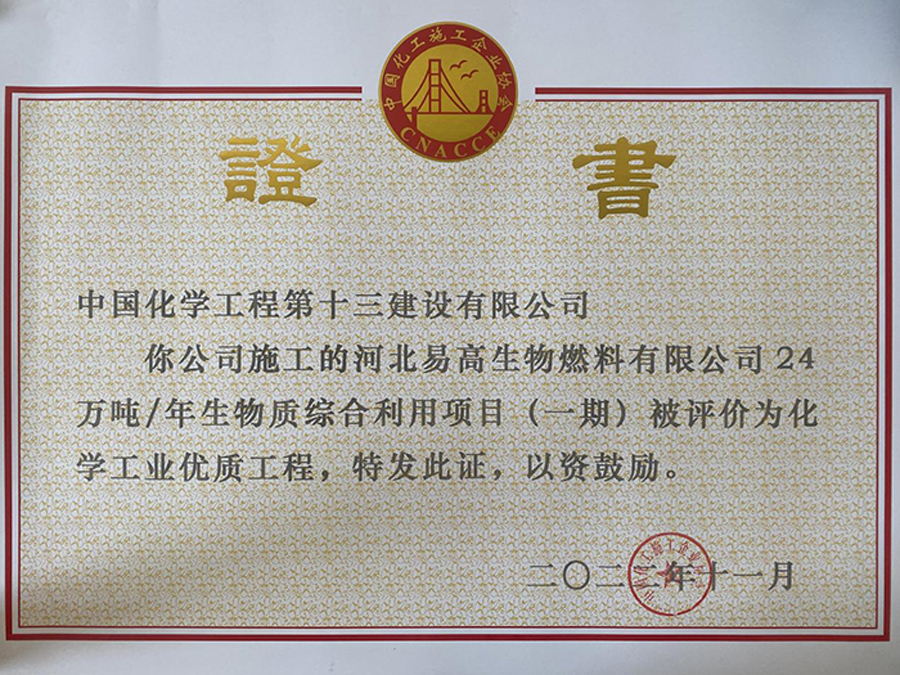 中国化工施工企业协会
CNACCE
證書
中国化学工程第十三建设有限公司
你公司施工的河北易高生物燃料有限公司24
万吨/年生物质综合利用项目（一期）被评价为化
学工业优质工程，特发此证，以资鼓励。
二〇二二年十一月